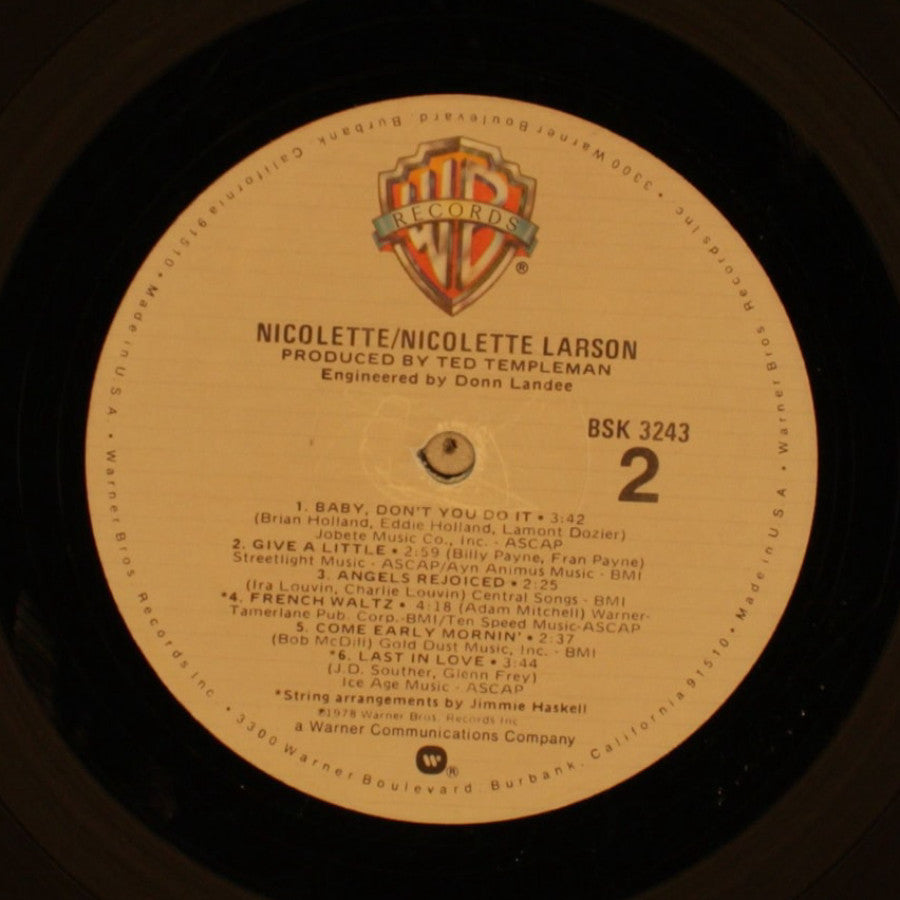 WB
RECORDS
®
NICOLETTE/NICOLETTE LARSON
PRODUCED BY TED TEMPLEMAN
Engineered by Donn Landee
BSK 3243
2
1. BABY, DON'T YOU DO IT • 3:42
(Brian Holland, Eddie Holland, Lamont Dozier)
Jobete Music Co., Inc. - ASCAP
2. GIVE A LITTLE • 2:59 (Billy Payne, Fran Payne)
Streetlight Music - ASCAP/Ayn Animus Music - BMI
3. ANGELS REJOICED • 2:25
(Ira Louvin, Charlie Louvin) Central Songs - BMI
*4. FRENCH WALTZ • 4:18 (Adam Mitchell) Warner-
Tamerlane Pub. Corp.-BMI/Ten Speed Music-ASCAP
5. COME EARLY MORNIN' • 2:37
(Bob McDill) Gold Dust Music, Inc. - BMI
*6. LAST IN LOVE • 3:44
(J.D. Souther, Glenn Frey)
Ice Age Music - ASCAP
*String arrangements by Jimmie Haskell
℗1978 Warner Bros. Records Inc.
a Warner Communications Company
W ®
• Warner Bros. Records Inc. • 3300 Warner Boulevard, Burbank, California 91510 • Made in U.S.A. • Warner Bros. Records Inc. • 3300 Warner Boulevard, Burbank, California 91510 • Made in U.S.A.